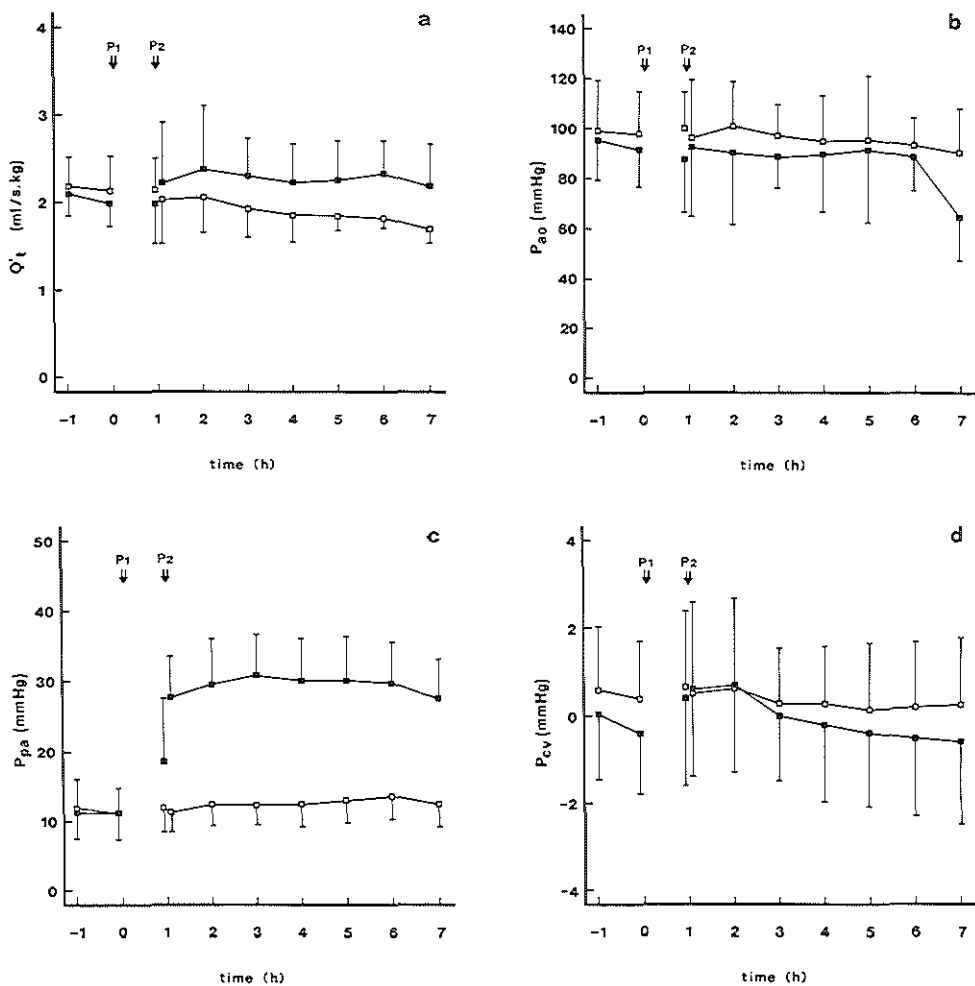 a
4
3
2
1
0
Q't (ml/s.kg)
P1
P2
-1 0 1 2 3 4 5 6 7
time (h)
b
140
120
100
80
60
40
20
0
Pao (mmHg)
P1
P2
-1 0 1 2 3 4 5 6 7
time (h)
c
50
40
30
20
10
0
Ppa (mmHg)
P1
P2
-1 0 1 2 3 4 5 6 7
time (h)
d
4
2
0
-2
-4
Pcv (mmHg)
P1
P2
-1 0 1 2 3 4 5 6 7
time (h)